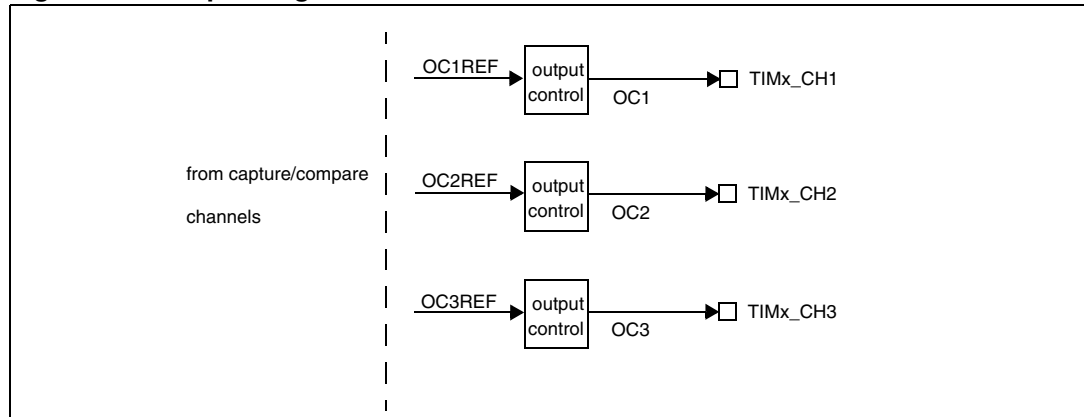 OC1REF
output
control
OC1
TIMx_CH1
from capture/compare
channels
OC2REF
output
control
OC2
TIMx_CH2
OC3REF
output
control
OC3
TIMx_CH3